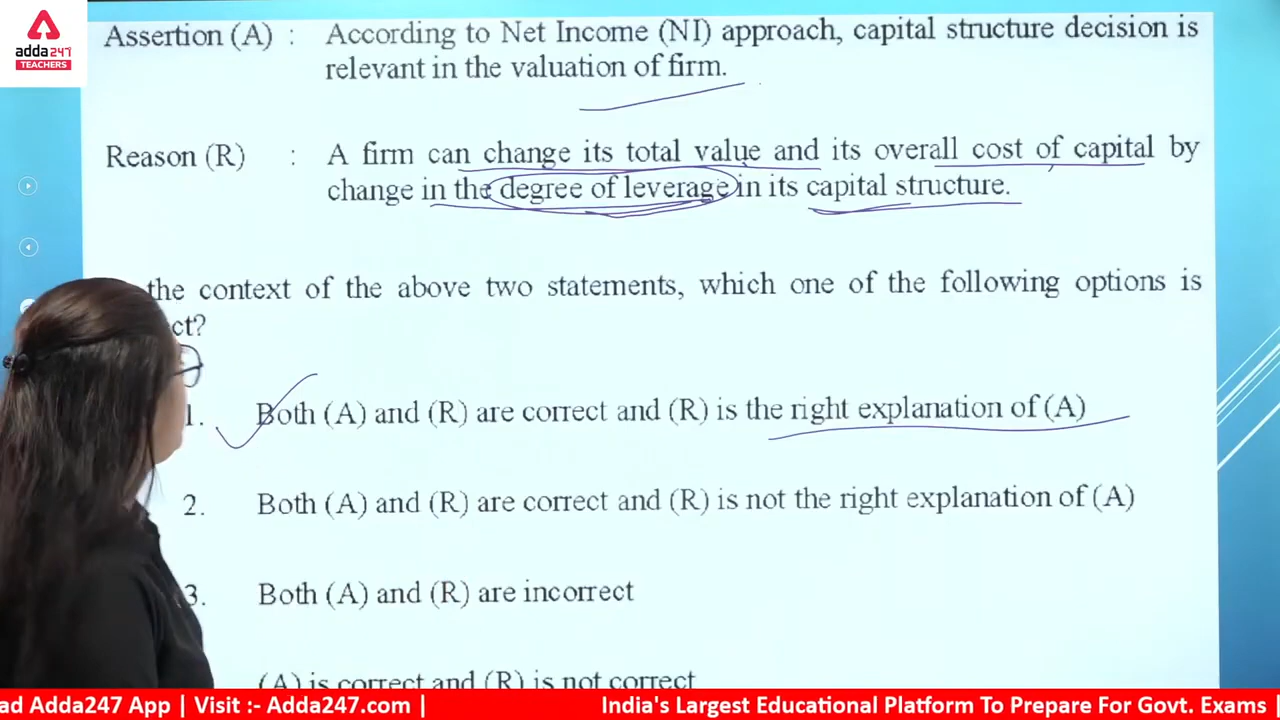 adda247
TEACHERS
Assertion (A) : According to Net Income (NI) approach, capital structure decision is
relevant in the valuation of firm.
Reason (R) : A firm can change its total value and its overall cost of capital by
change in the degree of leverage in its capital structure.
the context of the above two statements, which one of the following options is
ct?
1. Both (A) and (R) are correct and (R) is the right explanation of (A)
2. Both (A) and (R) are correct and (R) is not the right explanation of (A)
3. Both (A) and (R) are incorrect
(A) is correct and (R) is not correct
ad Adda247 App | Visit :- Adda247.com | India's Largest Educational Platform To Prepare For Govt. Exams |